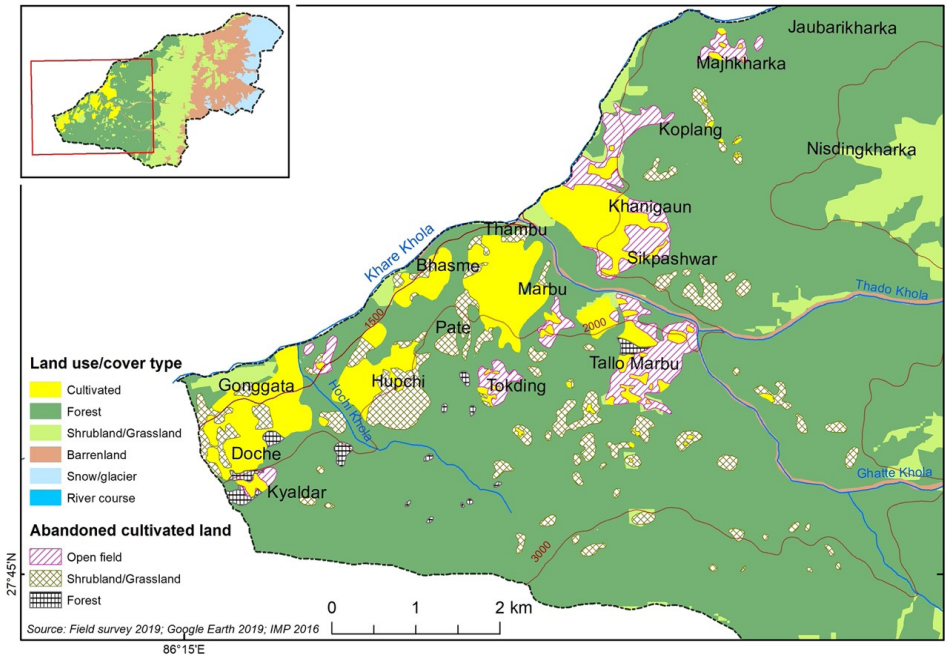 Jaubarikharka
Majhkharka
Koplang
Nisdingkharka
Khanigaun
Thambu
Khare Khola
Sikpashwar
Bhasme
Marbu
Thado Khola
1500
2000
Pate
Tallo Marbu
Land use/cover type
Cultivated
Forest
Shrubland/Grassland
Barrenland
Snow/glacier
River course
Gonggata
Hupchi
Tokding
Hochi Khola
Doche
Ghatte Khola
Kyaldar
Abandoned cultivated land
Open field
Shrubland/Grassland
Forest
3000
27°45'N
0 1 2 km
Source: Field survey 2019; Google Earth 2019; IMP 2016
86°15'E